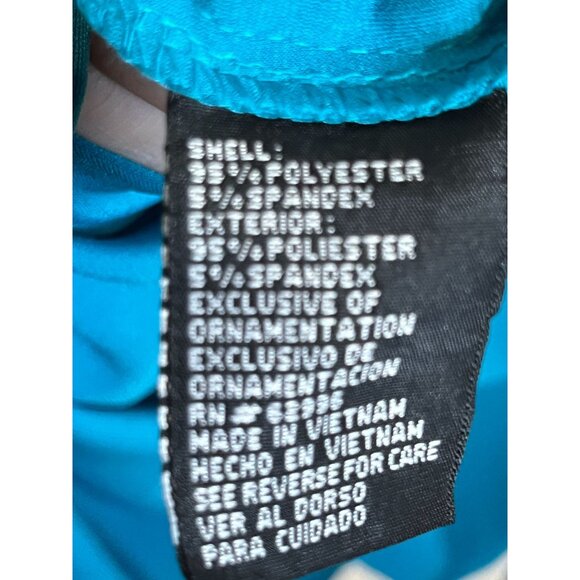 SHELL:
95% POLYESTER
5% SPANDEX
EXTERIOR:
95% POLIESTER
5% SPANDEX
EXCLUSIVE OF
ORNAMENTATION
EXCLUSIVO DE
ORNAMENTACION
RN #
MADE IN VIETNAM
HECHO EN VIETNAM
SEE REVERSE FOR CARE
VER AL DORSO
PARA CUIDADO